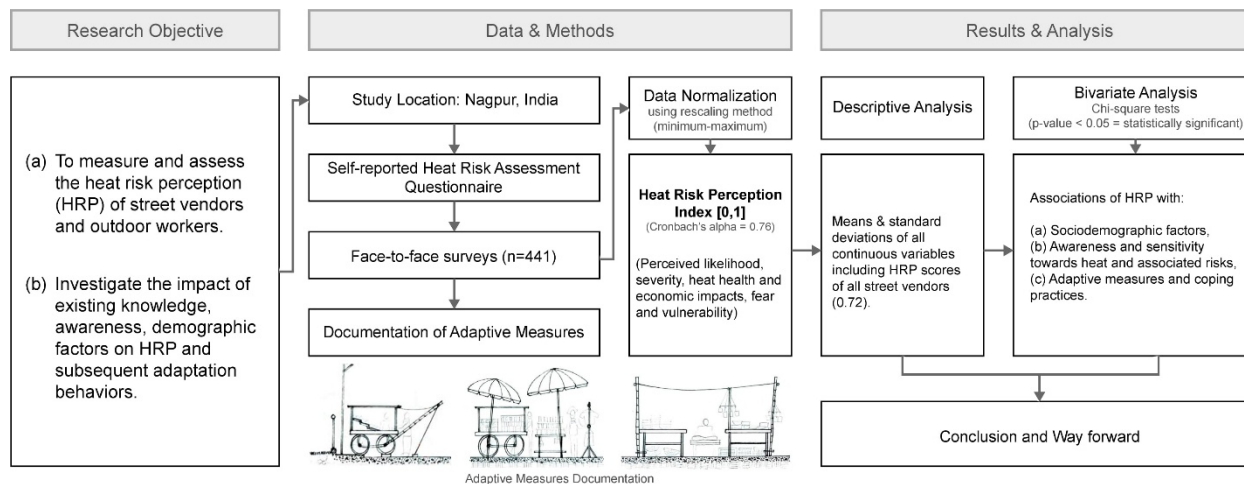 Research Objective
Data & Methods
Results & Analysis
(a) To measure and assess
the heat risk perception
(HRP) of street vendors
and outdoor workers.
(b) Investigate the impact of
existing knowledge,
awareness, demographic
factors on HRP and
subsequent adaptation
behaviors.
Study Location: Nagpur, India
Self-reported Heat Risk Assessment
Questionnaire
Face-to-face surveys (n=441)
Documentation of Adaptive Measures
Data Normalization
using rescaling method
(minimum-maximum)
Heat Risk Perception
Index [0,1]
(Cronbach's alpha = 0.76)
(Perceived likelihood,
severity, heat health and
economic impacts, fear
and vulnerability)
Adaptive Measures Documentation
Descriptive Analysis
Means & standard
deviations of all
continuous variables
including HRP scores
of all street vendors
(0.72).
Bivariate Analysis
Chi-square tests
(p-value < 0.05 = statistically significant)
Associations of HRP with:
(a) Sociodemographic factors,
(b) Awareness and sensitivity
towards heat and associated risks,
(c) Adaptive measures and coping
practices.
Conclusion and Way forward